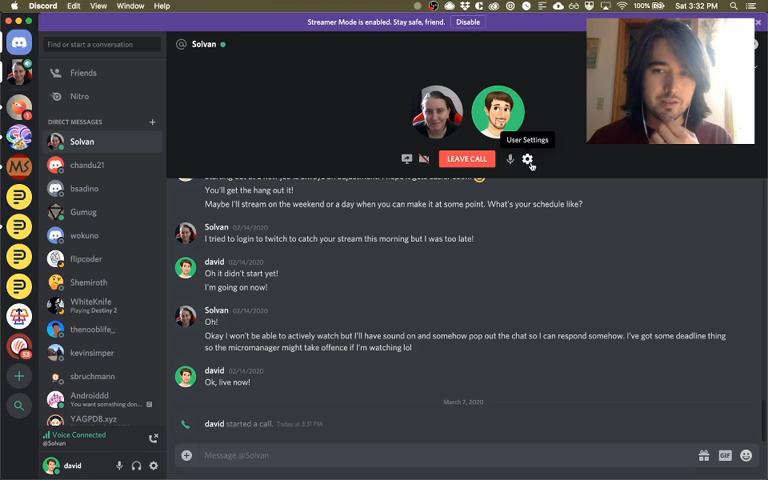 Discord File Edit View Window Help
100% Sat 3:32 PM
Streamer Mode is enabled. Stay safe, friend. Disable
Find or start a conversation
Solvan
Friends
Nitro
DIRECT MESSAGES
Solvan
chandu21
bsadino
Gumug
wokuno
flipcoder
Shemiroth
WhiteKnife
Playing Destiny 2
thenooblife_
kevinsimper
sbruchmann
Androiddd
You want something don...
YAGPDB.xyz
Voice Connected
@Solvan
david
User Settings
LEAVE CALL
You'll get the hang out it!
Maybe I'll stream on the weekend or a day when you can make it at some point. What's your schedule like?
Solvan 02/14/2020
I tried to login to twitch to catch your stream this morning but I was too late!
david 02/14/2020
Oh it didn't start yet!
I'm going on now!
Solvan 02/14/2020
Oh!
Okay I won't be able to actively watch but I'll have sound on and somehow pop out the chat so I can respond somehow. I've got some deadline thing
so the micromanager might take offence if I'm watching lol
david 02/14/2020
Ok, live now!
March 7, 2020
david started a call. Today at 3:31 PM
Message @Solvan
GIF
MS
1
53